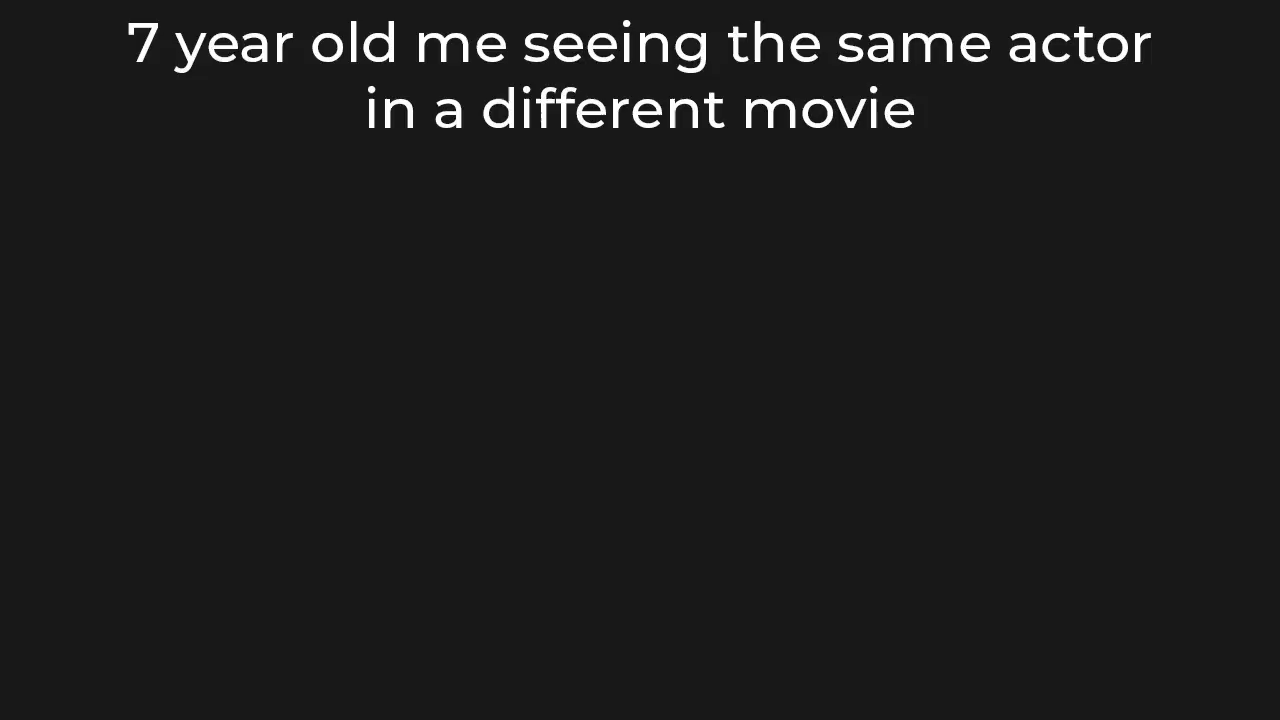 7 year old me seeing the same actor
in a different movie